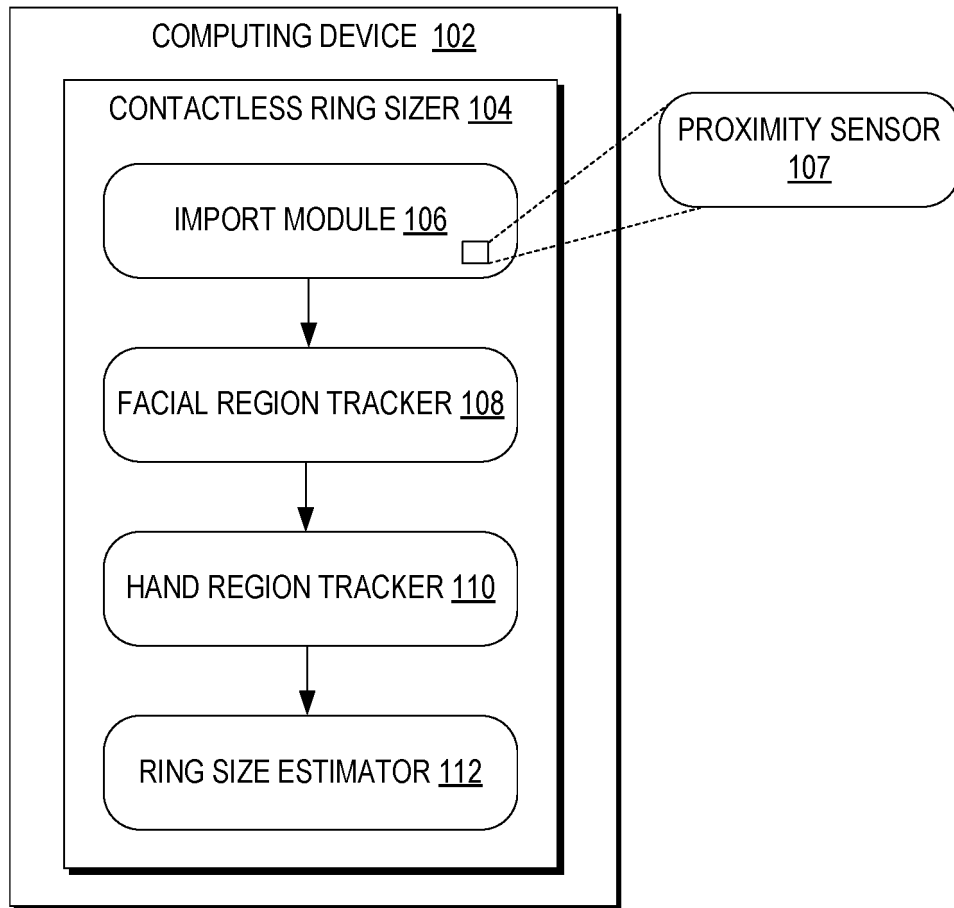 COMPUTING DEVICE 102
CONTACTLESS RING SIZER 104
IMPORT MODULE 106
PROXIMITY SENSOR
107
FACIAL REGION TRACKER 108
HAND REGION TRACKER 110
RING SIZE ESTIMATOR 112